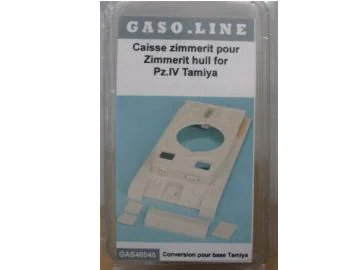 GASO.LINE
Caisse zimmerit pour
Zimmerit hull for
Pz.IV Tamiya
GAS48045 Conversion pour base Tamiya